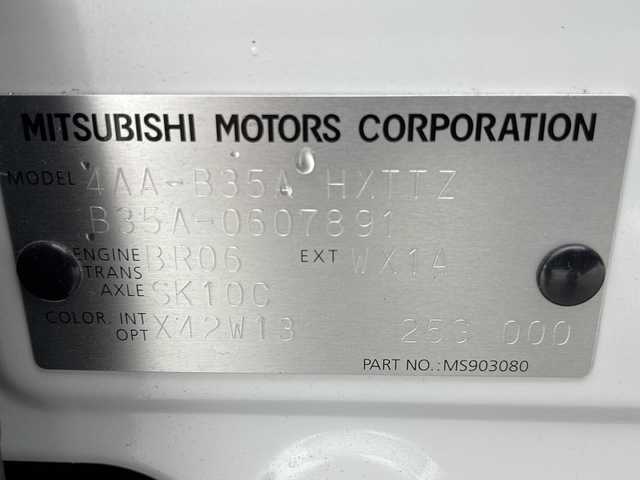 MITSUBISHI MOTORS CORPORATION
MODEL 4AA-B35A HXTTZ
B35A-0607891
ENGINE BR06 EXT WX14
TRANS
AXLE SK10C
COLOR. INT
OPT X42W13 253 000
PART NO.:MS903080